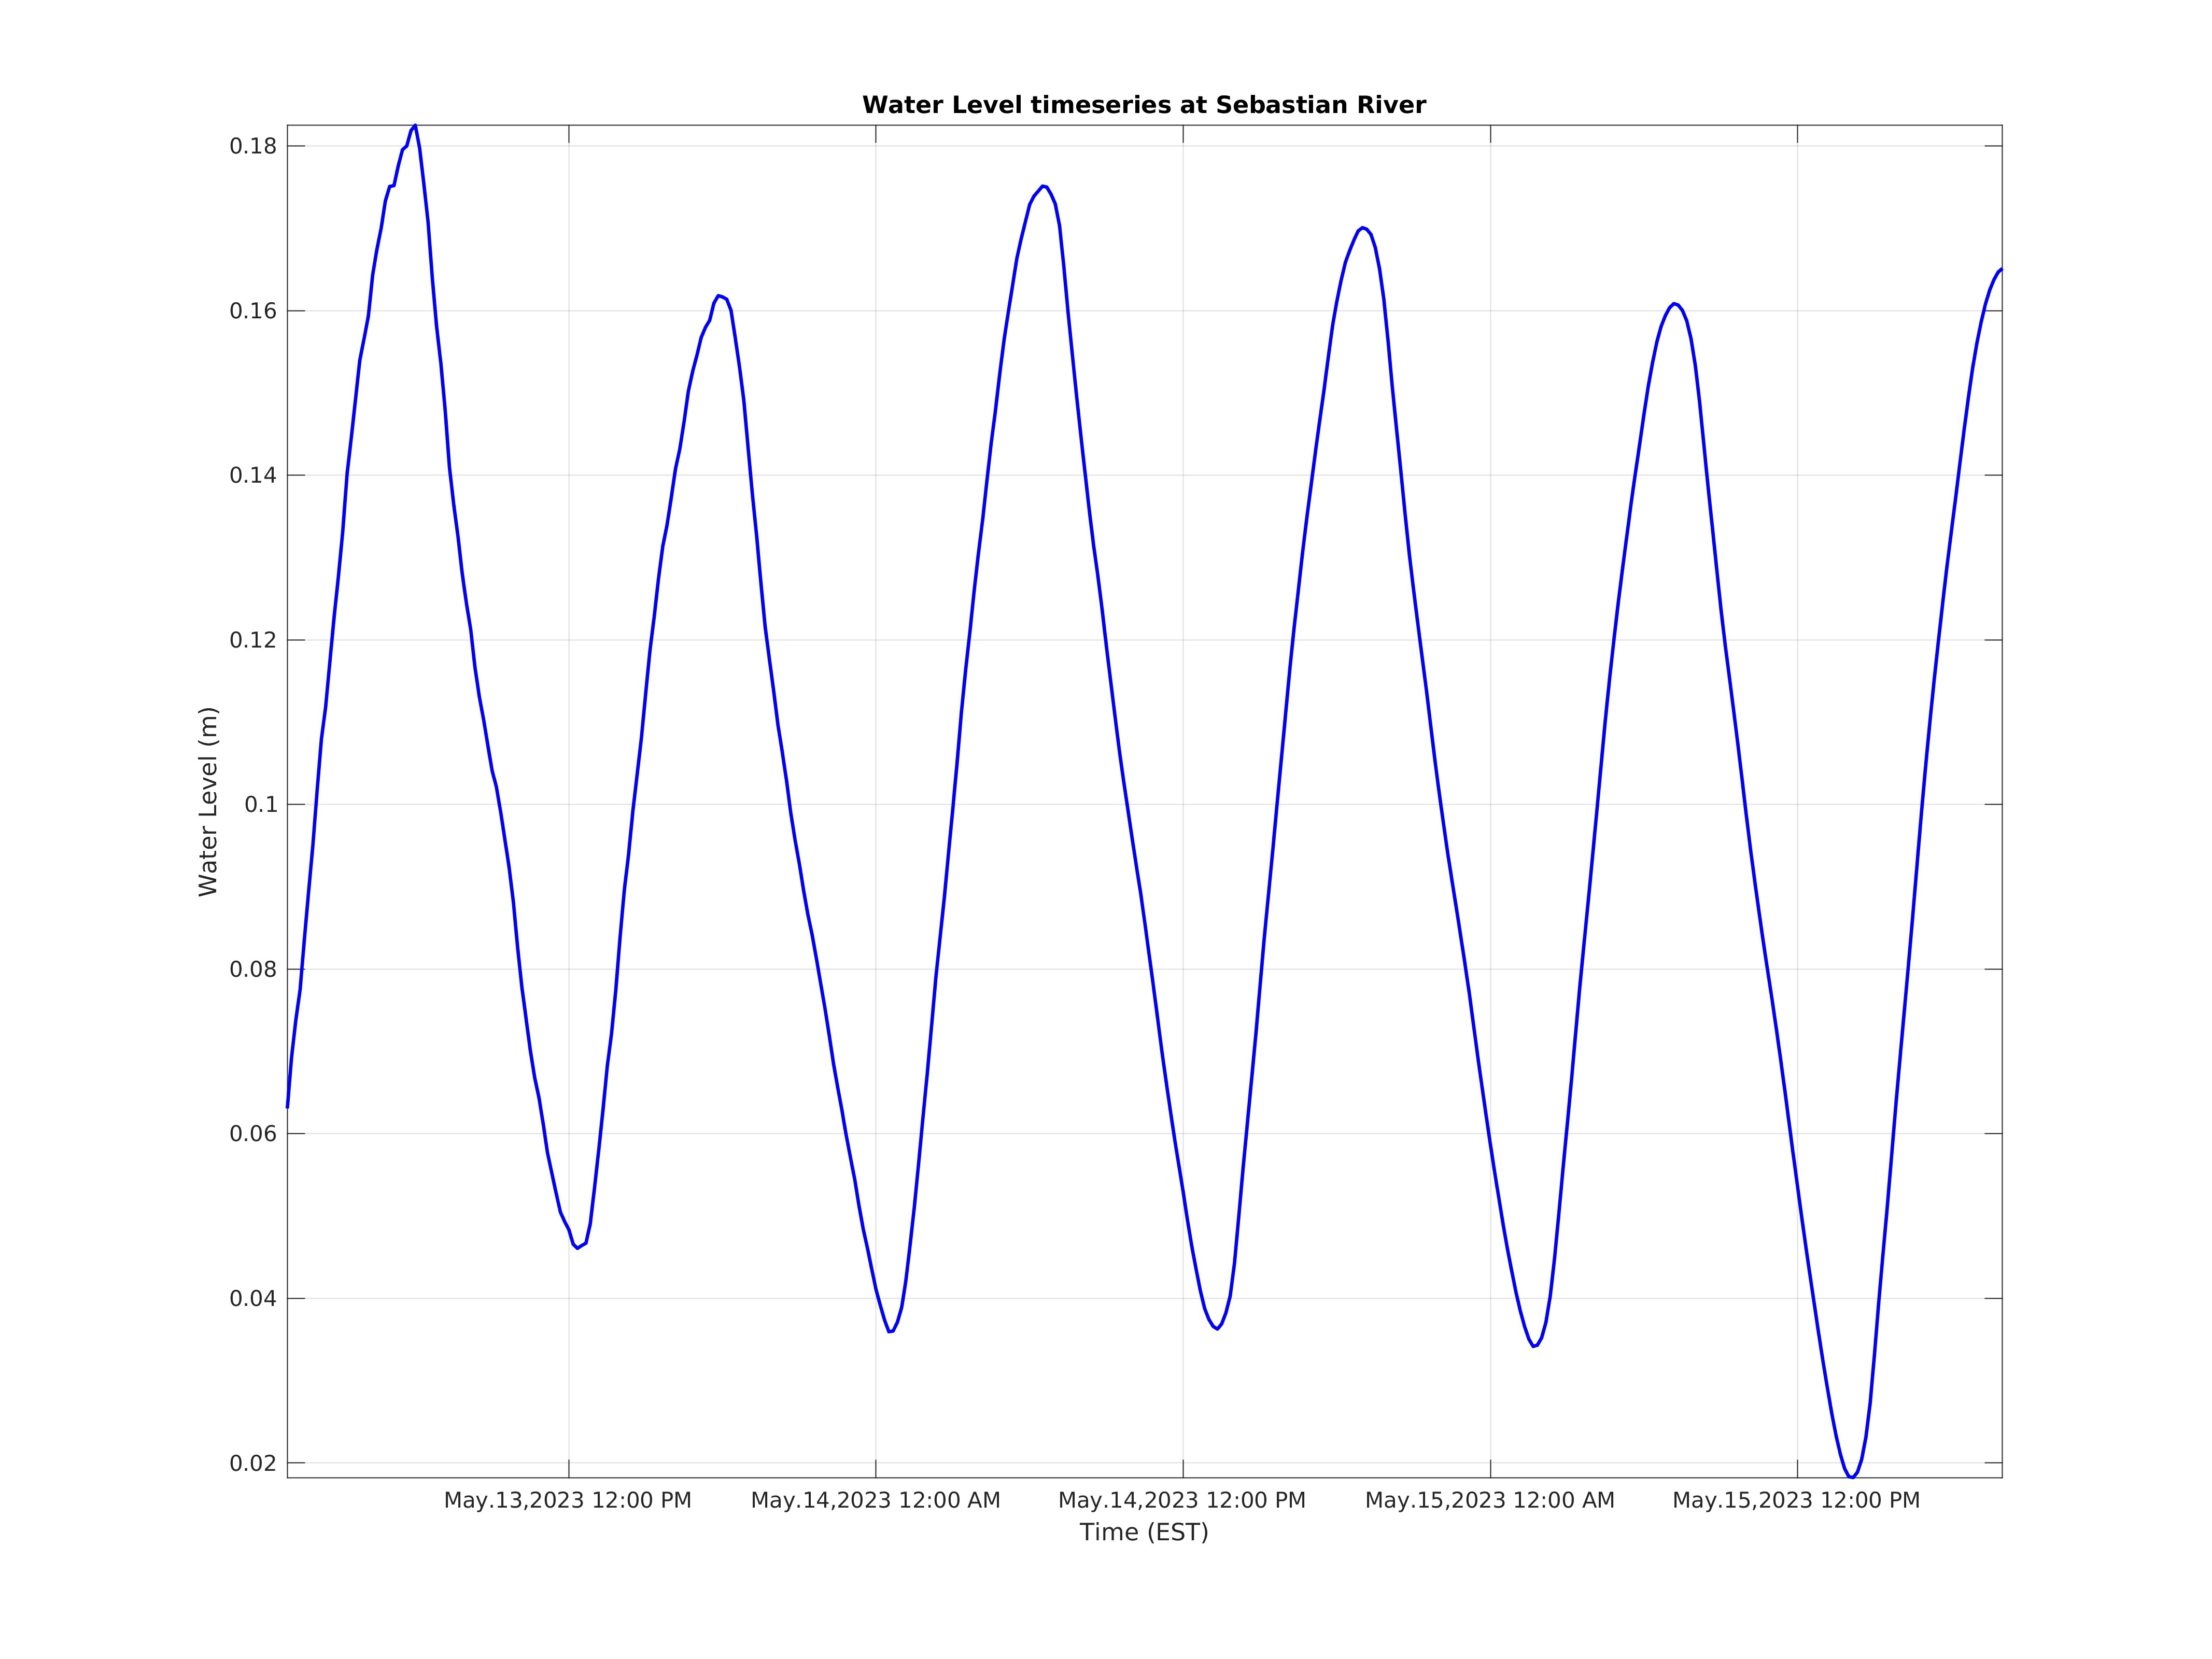 Water Level timeseries at Sebastian River
0.18
0.16
0.14
0.12
0.1
0.08
0.06
0.04
0.02
Water Level (m)
May.13,2023 12:00 PM
May.14,2023 12:00 AM
May.14,2023 12:00 PM
May.15,2023 12:00 AM
May.15,2023 12:00 PM
Time (EST)